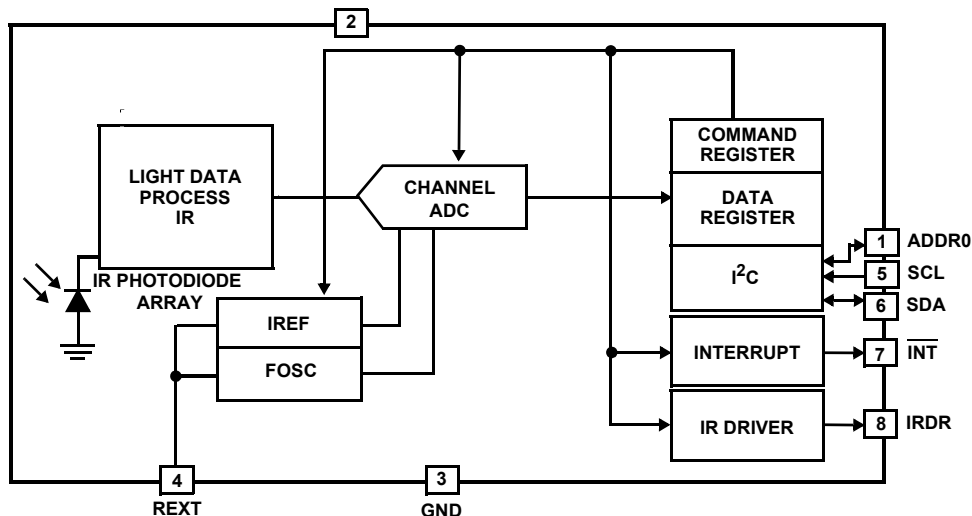 2
LIGHT DATA
PROCESS
IR
IR PHOTODIODE
ARRAY
CHANNEL
ADC
IREF
FOSC
COMMAND
REGISTER
DATA
REGISTER
I²C
INTERRUPT
IR DRIVER
1 ADDR0
5 SCL
6 SDA
7 INT
8 IRDR
4
REXT
3
GND